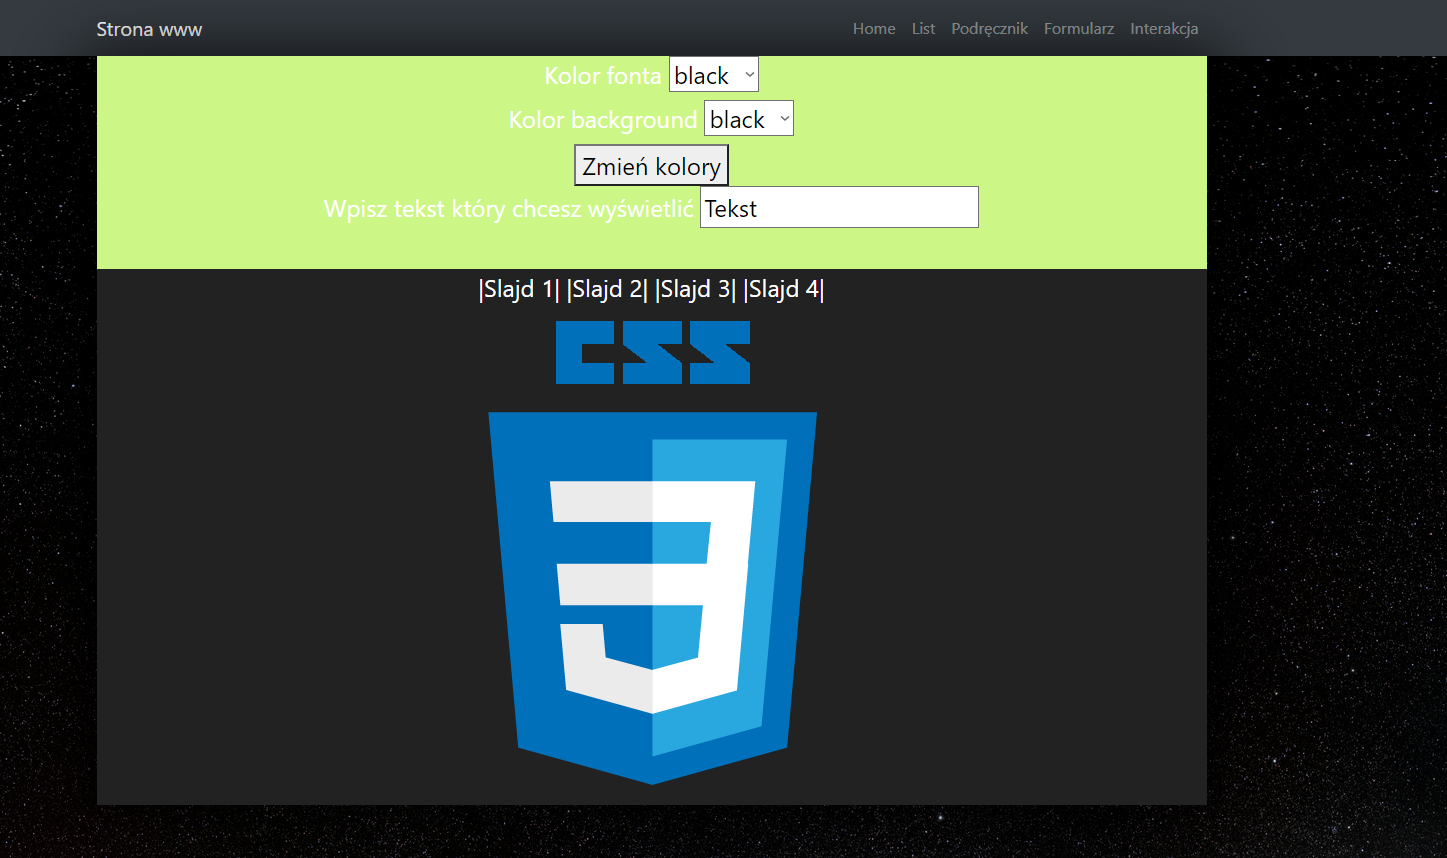 Strona www
Home List Podręcznik Formularz Interakcja
Kolor fonta black
Kolor background black
Zmień kolory
Wpisz tekst który chcesz wyświetlić Tekst
|Slajd 1| |Slajd 2| |Slajd 3| |Slajd 4|
CSS
3